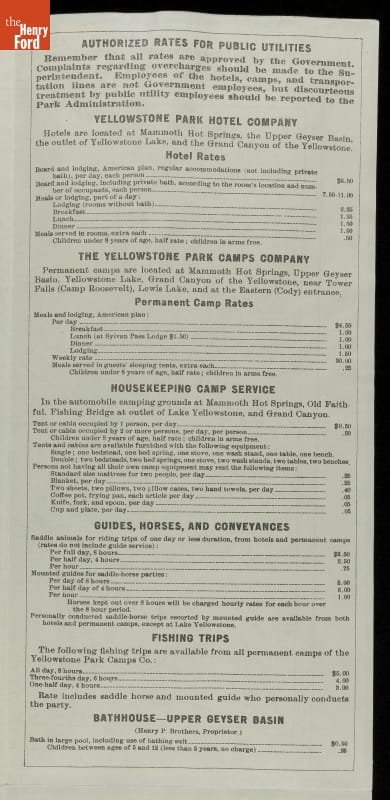 the
Henry
Ford
AUTHORIZED RATES FOR PUBLIC UTILITIES
Remember that all rates are approved by the Government.
Complaints regarding overcharges should be made to the Su-
perintendent. Employees of the hotels, camps, and transpor-
tation lines are not Government employees, but discourteous
treatment by public utility employees should be reported to the
Park Administration.
YELLOWSTONE PARK HOTEL COMPANY
Hotels are located at Mammoth Hot Springs, the Upper Geyser Basin,
the outlet of Yellowstone Lake, and the Grand Canyon of the Yellowstone.
Hotel Rates
Board and lodging, American plan, regular accommodations (not including private
bath), per day, each person $6.50
Board and lodging, including private bath, according to the room's location and num-
ber of occupants, each person 7.50-11.00
Meals or lodging, part of a day:
Lodging (rooms without bath) 2.25
Breakfast 1.25
Lunch 1.50
Dinner 1.50
Meals served in rooms, extra each .50
Children under 8 years of age, half rate; children in arms free.
THE YELLOWSTONE PARK CAMPS COMPANY
Permanent camps are located at Mammoth Hot Springs, Upper Geyser
Basin, Yellowstone Lake, Grand Canyon of the Yellowstone, near Tower
Falls (Camp Roosevelt), Lewis Lake, and at the Eastern (Cody) entrance.
Permanent Camp Rates
Meals and lodging, American plan:
Per day $4.50
Breakfast 1.00
Lunch (at Sylvan Pass Lodge $1.50) 1.00
Dinner 1.00
Lodging 1.50
Weekly rate 30.00
Meals served in guests' sleeping tents, extra each .25
Children under 8 years of age, half rate; children in arms free.
HOUSEKEEPING CAMP SERVICE
In the automobile camping grounds at Mammoth Hot Springs, Old Faith-
ful, Fishing Bridge at outlet of Lake Yellowstone, and Grand Canyon.
Tent or cabin occupied by 1 person, per day $0.50
Tent or cabin occupied by 2 or more persons, per day, per person .50
Children under 8 years of age, half rate; children in arms free.
Tents and cabins are available furnished with the following equipment:
Single; one bedstead, one bed spring, one stove, one wash stand, one table, one bench.
Double; two bedsteads, two bed springs, one stove, two wash stands, two tables, two benches.
Persons not having all their own camp equipment may rent the following items:
Standard size mattress for two people, per day
Blanket, per day .25
Two sheets, two pillows, two pillow cases, two hand towels, per day .40
Coffee pot, frying pan, each article per day .05
Knife, fork, and spoon, per day .05
Cup and plate, per day .05
GUIDES, HORSES, AND CONVEYANCES
Saddle animals for riding trips of one day or less duration, from hotels and permanent camps
(rates do not include guide service):
Per full day, 8 hours $3.50
Per half day, 4 hours 2.50
Per hour .75
Mounted guides for saddle-horse parties:
Per day of 8 hours 5.00
Per half day of 4 hours 3.00
Per hour 1.00
Horses kept out over 8 hours will be charged hourly rates for each hour over
the 8 hour period.
Personally conducted saddle-horse trips escorted by mounted guide are available from both
hotels and permanent camps, except at Lake Yellowstone.
FISHING TRIPS
The following fishing trips are available from all permanent camps of the
Yellowstone Park Camps Co.:
All day, 8 hours $5.00
Three-fourths day, 6 hours 4.00
One-half day, 4 hours 3.00
Rate includes saddle horse and mounted guide who personally conducts
the party.
BATHHOUSE—UPPER GEYSER BASIN
(Henry P. Brothers, Proprietor.)
Bath in large pool, including use of bathing suit $0.50
Children between ages of 5 and 12 (less than 5 years, no charge)